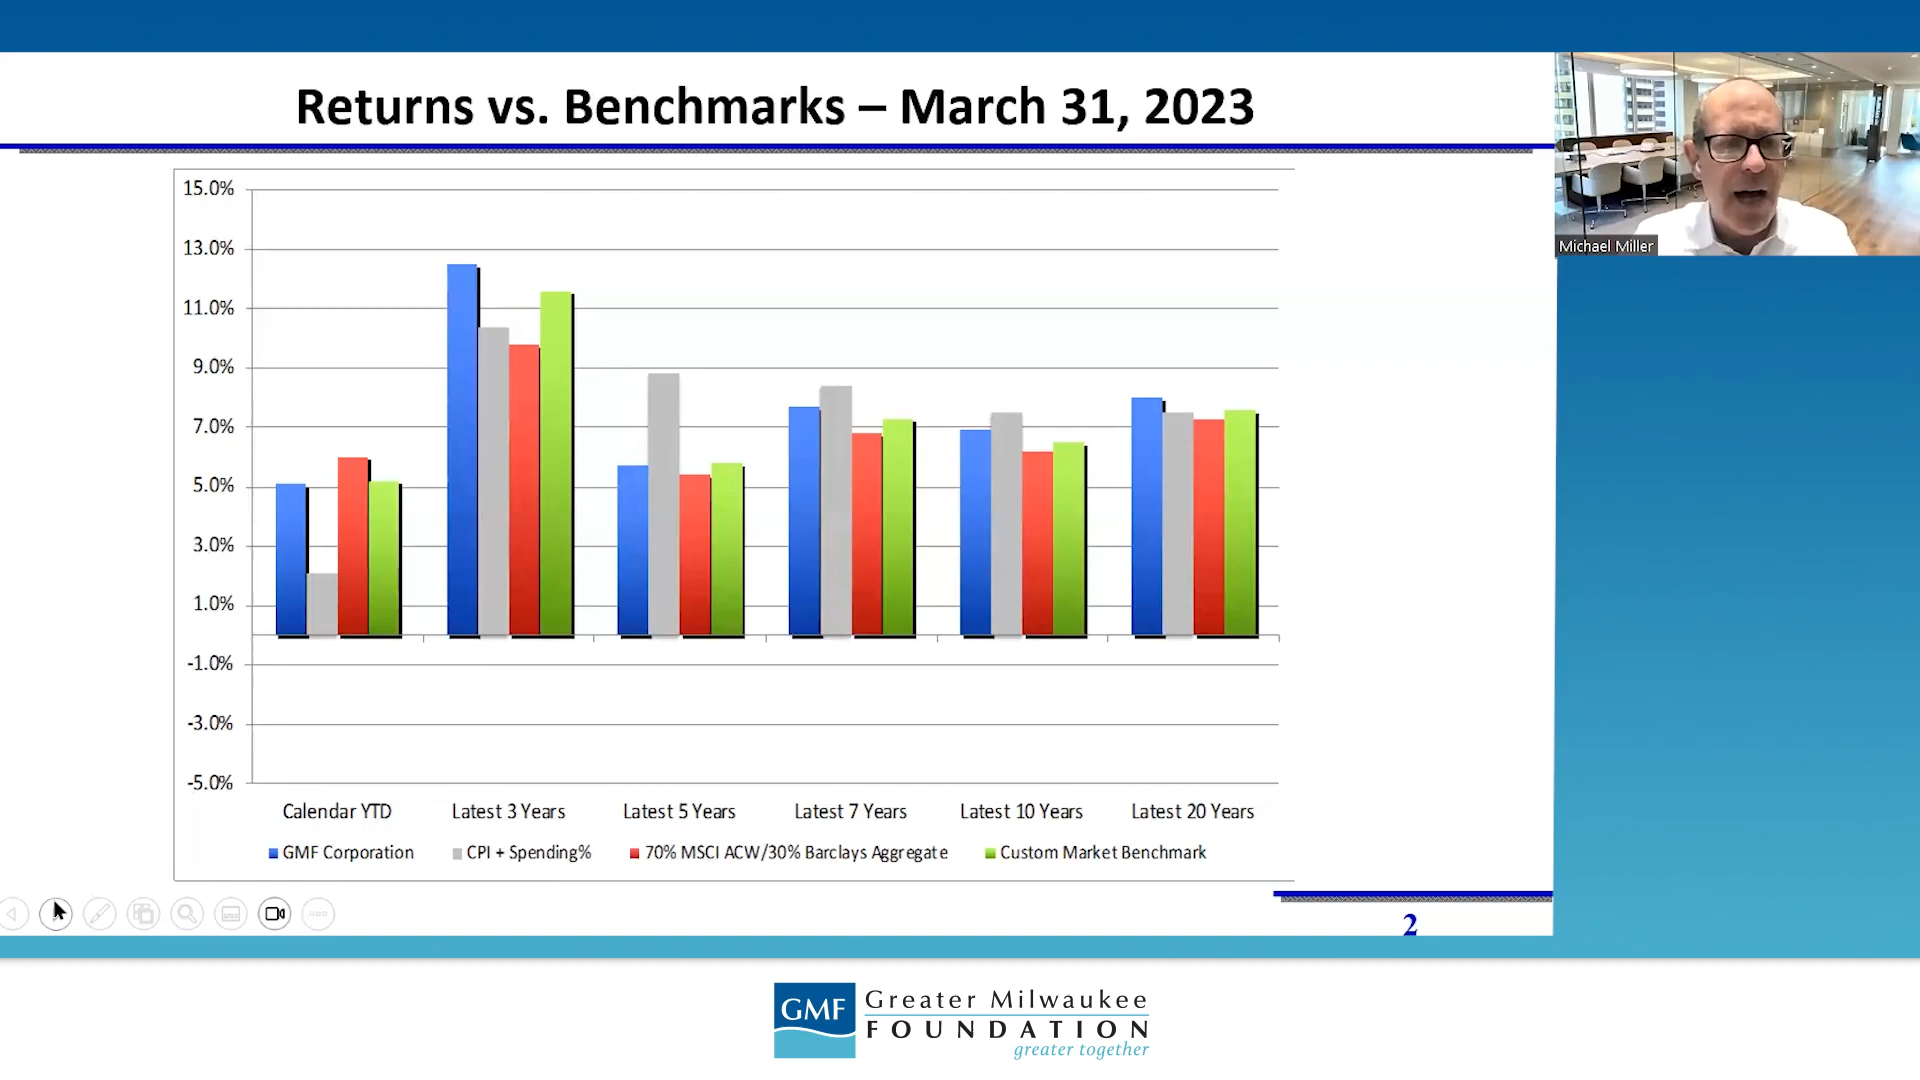 Returns vs. Benchmarks – March 31, 2023
Michael Miller
15.0%
13.0%
11.0%
9.0%
7.0%
5.0%
3.0%
1.0%
-1.0%
-3.0%
-5.0%
Calendar YTD Latest 3 Years Latest 5 Years Latest 7 Years Latest 10 Years Latest 20 Years
GMF Corporation CPI + Spending% 70% MSCI ACW/30% Barclays Aggregate Custom Market Benchmark
2
GMF
Greater Milwaukee
FOUNDATION
greater together